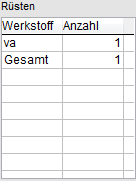 Rüsten
Werkstoff Anzahl
va 1
Gesamt 1